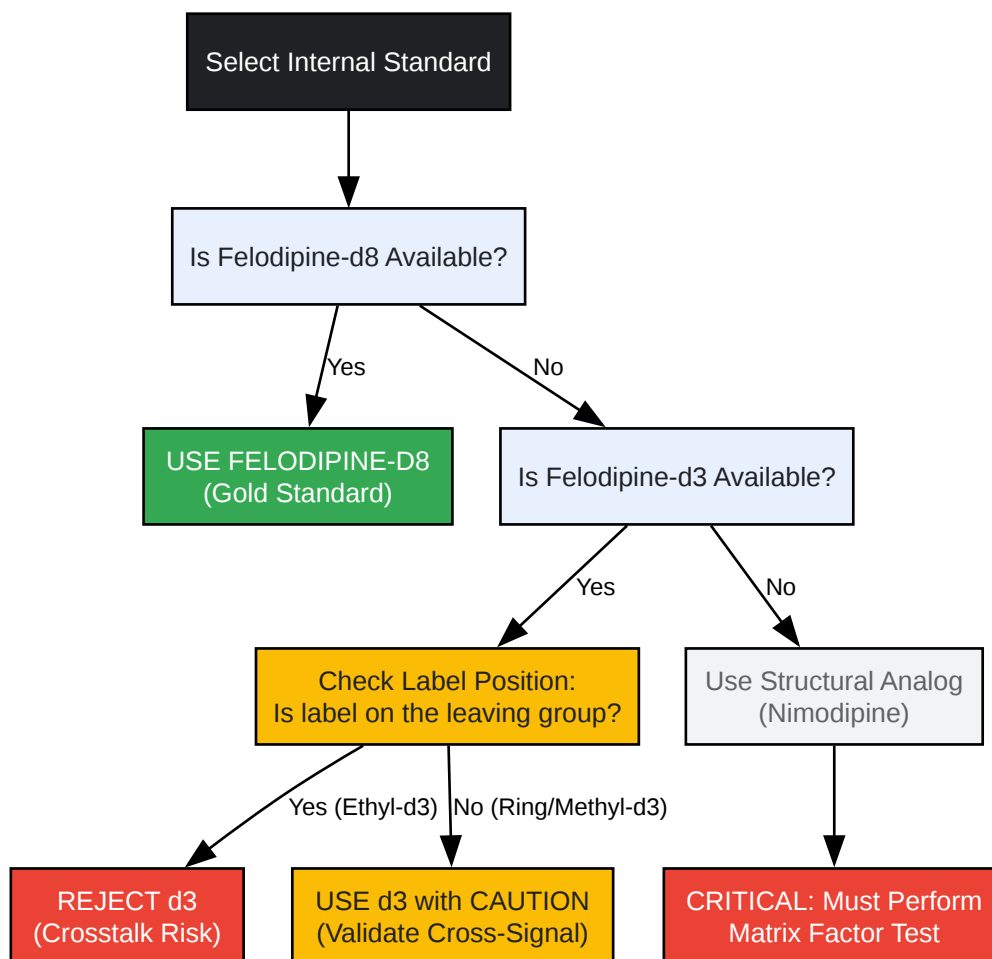 Select Internal Standard
Is Felodipine-d8 Available?
Yes
No
USE FELODIPINE-D8
(Gold Standard)
Is Felodipine-d3 Available?
Yes
No
Check Label Position:
Is label on the leaving group?
Use Structural Analog
(Nimodipine)
Yes (Ethyl-d3)
No (Ring/Methyl-d3)
REJECT d3
(Crosstalk Risk)
USE d3 with CAUTION
(Validate Cross-Signal)
CRITICAL: Must Perform
Matrix Factor Test